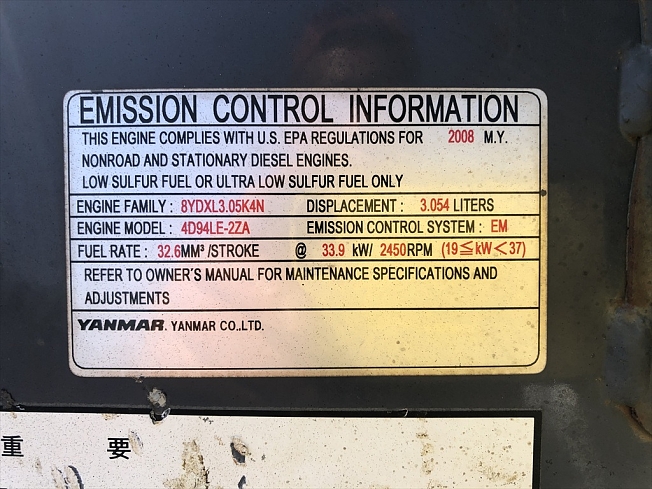 EMISSION CONTROL INFORMATION
THIS ENGINE COMPLIES WITH U.S. EPA REGULATIONS FOR 2008 M.Y.
NONROAD AND STATIONARY DIESEL ENGINES.
LOW SULFUR FUEL OR ULTRA LOW SULFUR FUEL ONLY
ENGINE FAMILY : 8YDXL3.05K4N DISPLACEMENT : 3.054 LITERS
ENGINE MODEL : 4D94LE-2ZA EMISSION CONTROL SYSTEM : EM
FUEL RATE : 32.6MM³ /STROKE @ 33.9 kW/ 2450RPM (19≦kW<37)
REFER TO OWNER'S MANUAL FOR MAINTENANCE SPECIFICATIONS AND
ADJUSTMENTS
YANMAR. YANMAR CO.,LTD.
重 要